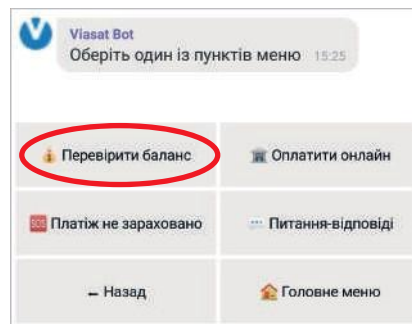 Viasat Bot
Оберіть один із пунктів меню 15:25
💰 Перевірити баланс
🏦 Оплатити онлайн
🆘 Платіж не зараховано
💬 Питання-відповіді
← Назад
🏠 Головне меню